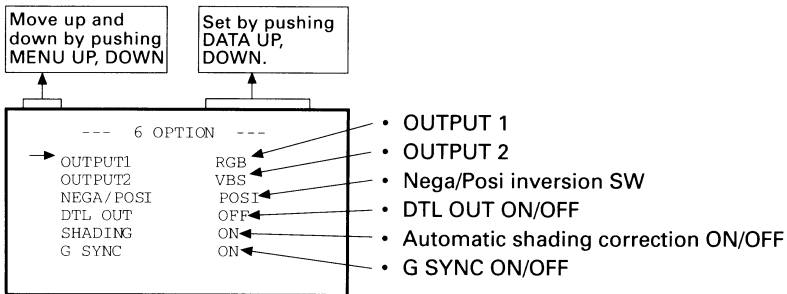 Move up and
down by pushing
MENU UP, DOWN
Set by pushing
DATA UP,
DOWN.
--- 6 OPTION ---
OUTPUT1 RGB
OUTPUT2 VBS
NEGA/POSI POSI
DTL OUT OFF
SHADING ON
G SYNC ON
• OUTPUT 1
• OUTPUT 2
• Nega/Posi inversion SW
• DTL OUT ON/OFF
• Automatic shading correction ON/OFF
• G SYNC ON/OFF